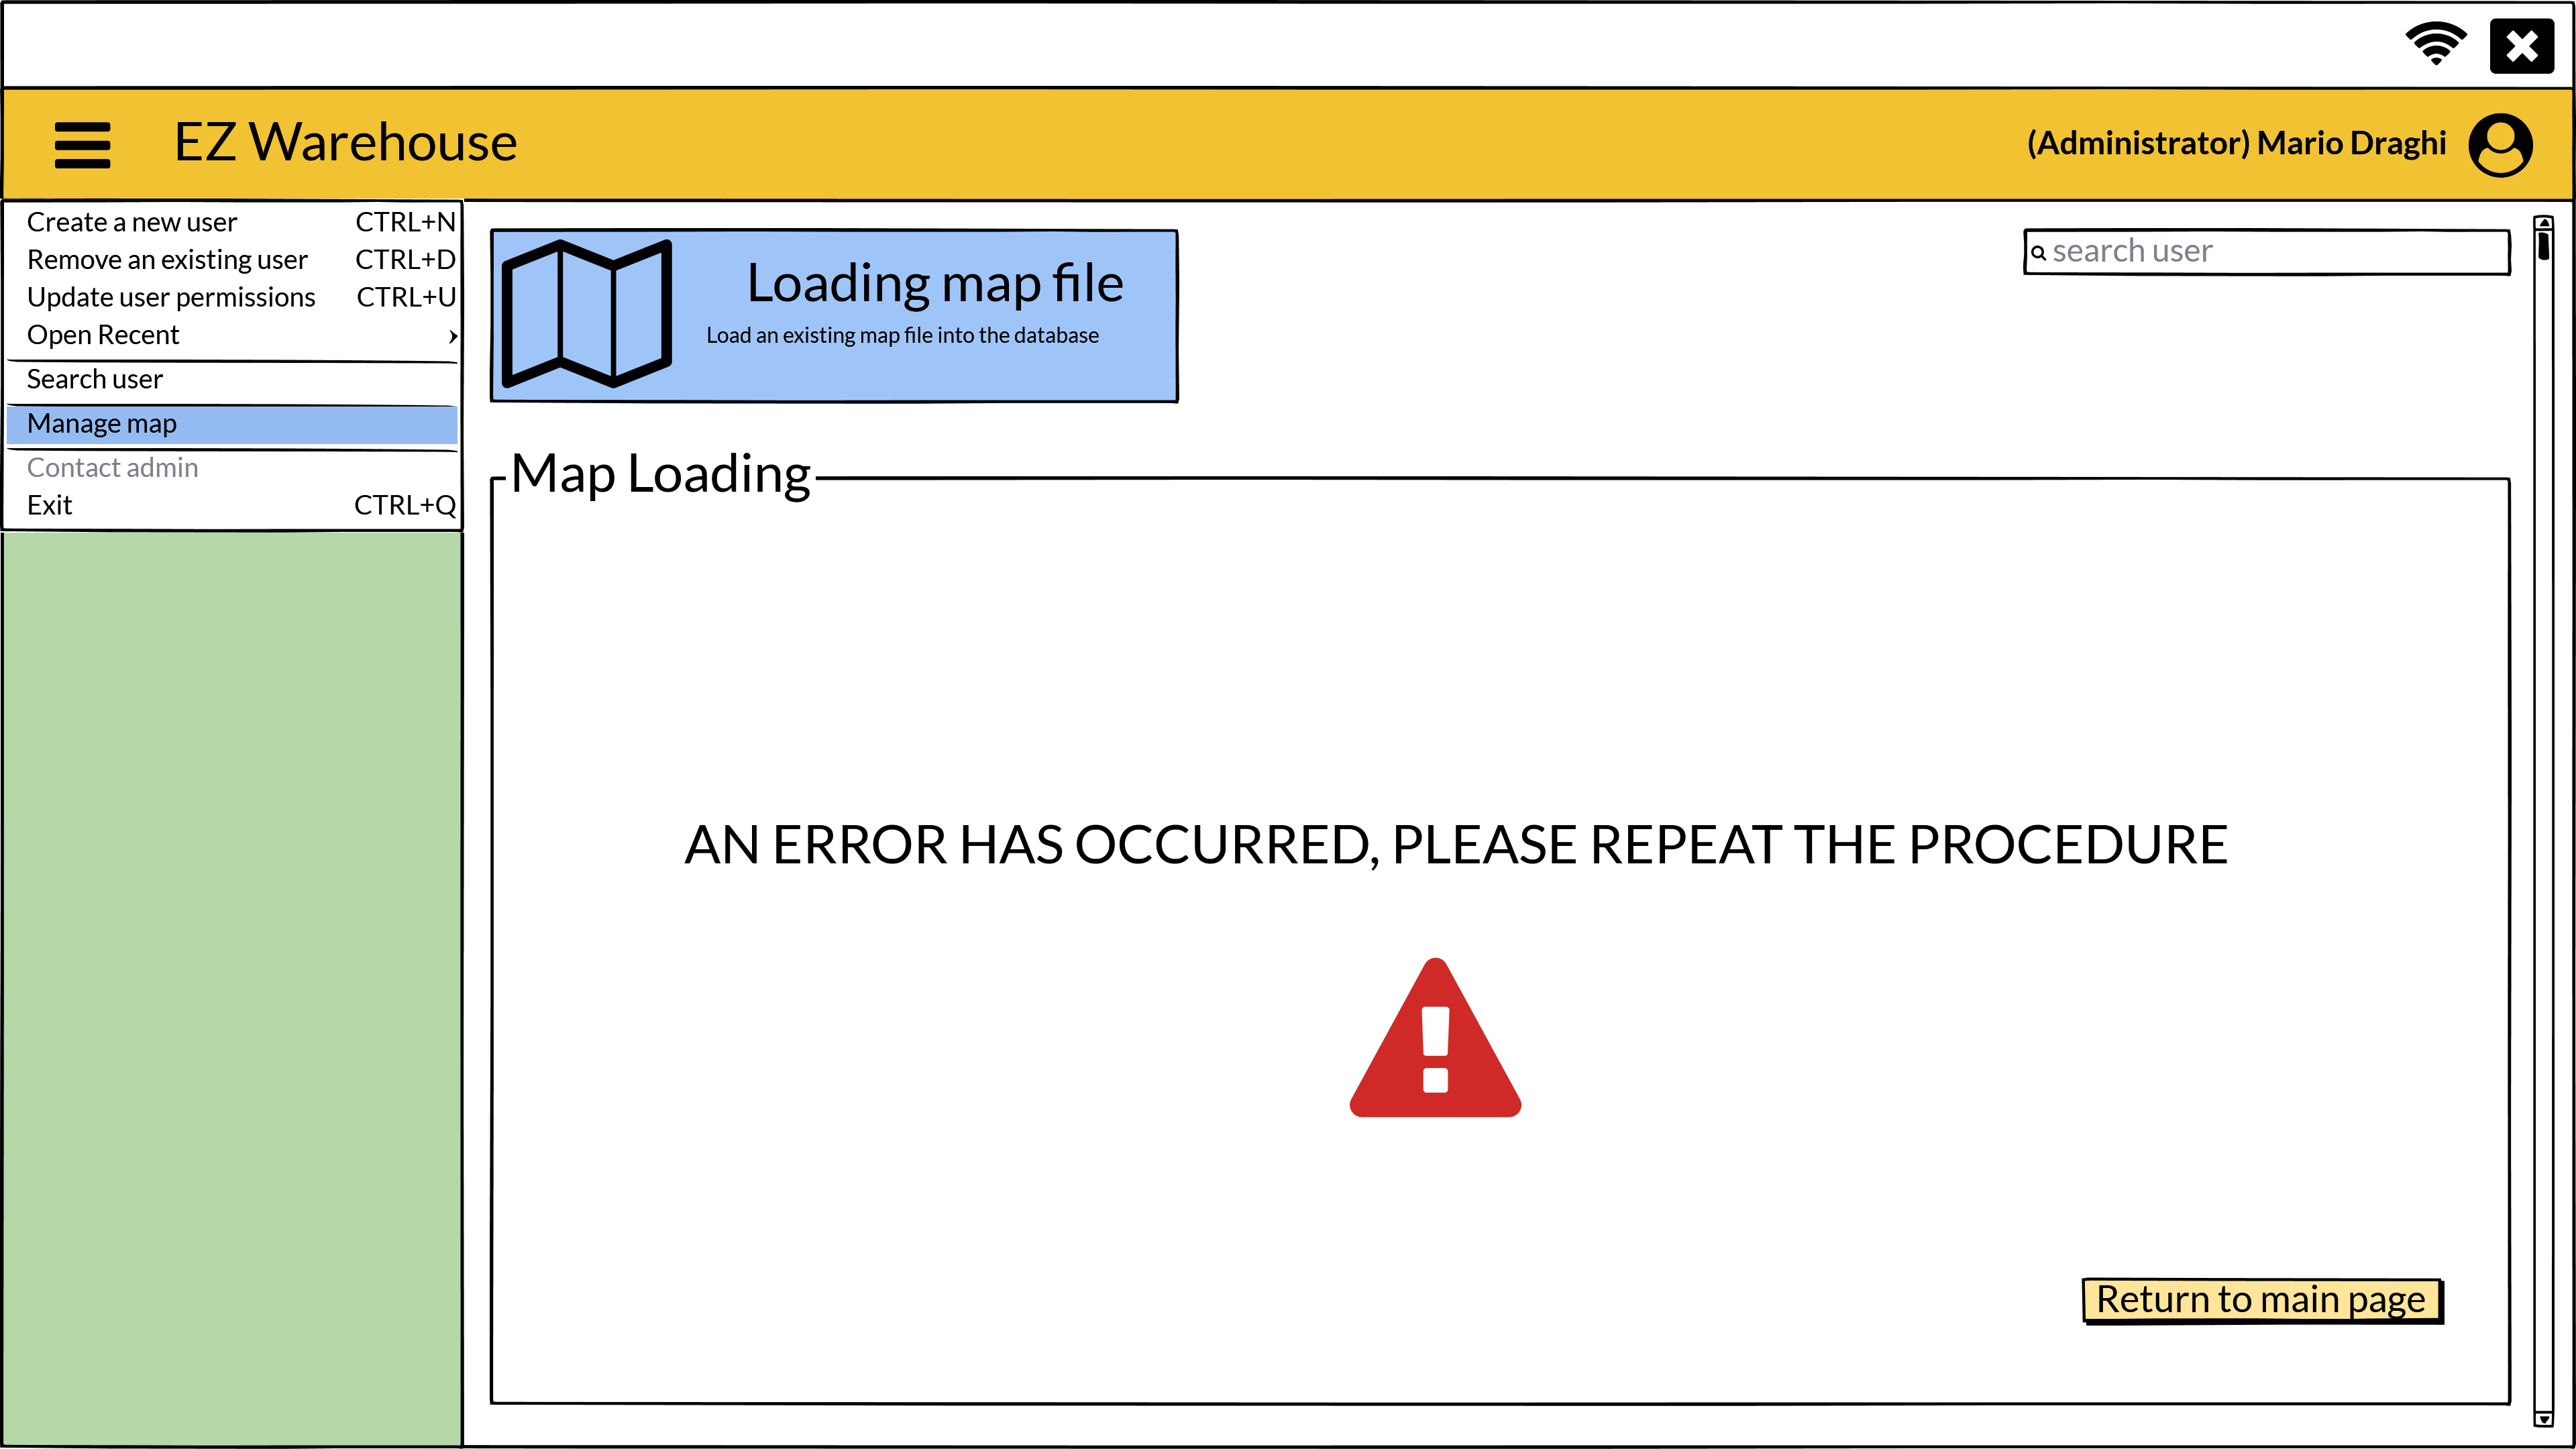 EZ Warehouse
(Administrator) Mario Draghi
Create a new user CTRL+N
Remove an existing user CTRL+D
Update user permissions CTRL+U
Open Recent
Search user
Manage map
Contact admin
Exit CTRL+Q
Loading map file
Load an existing map file into the database
search user
Map Loading
AN ERROR HAS OCCURRED, PLEASE REPEAT THE PROCEDURE
Return to main page